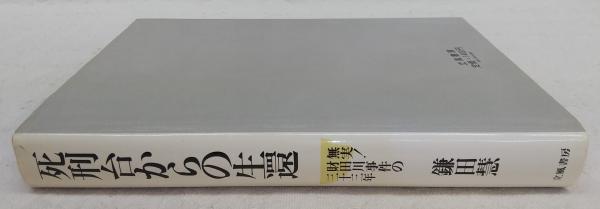 死刑台からの生還
無実！
財田川事件の
三十三年
鎌田慧
立風書房